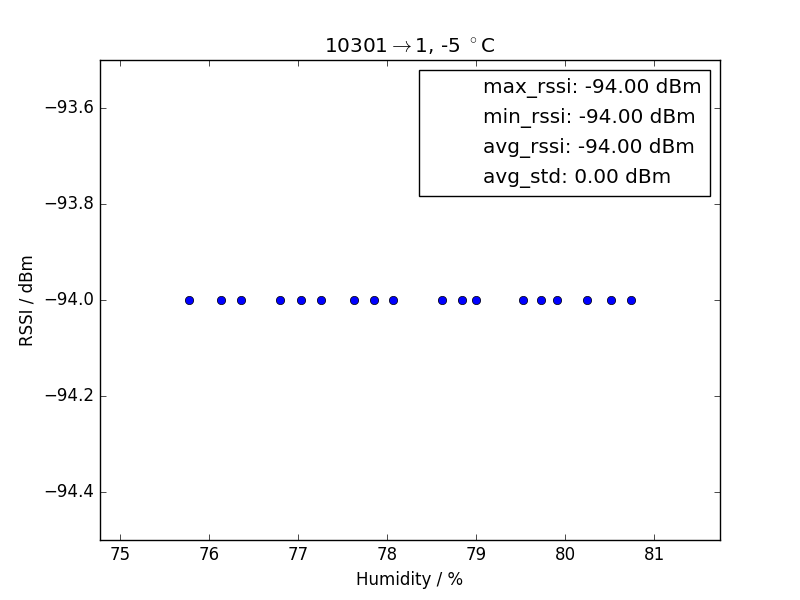 10301→1, -5 °C
max_rssi: -94.00 dBm
min_rssi: -94.00 dBm
avg_rssi: -94.00 dBm
avg_std: 0.00 dBm
RSSI / dBm
−93.6
−93.8
−94.0
−94.2
−94.4
75 76 77 78 79 80 81
Humidity / %